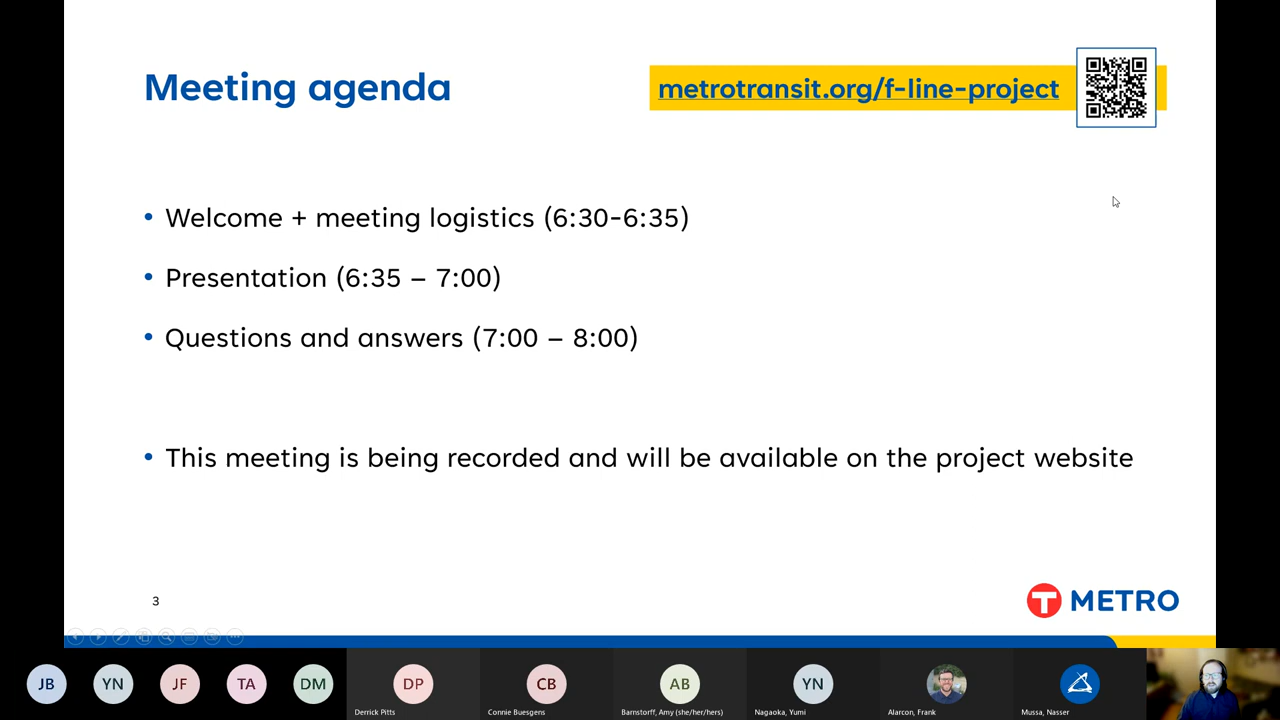 Meeting agenda
metrotransit.org/f-line-project
• Welcome + meeting logistics (6:30-6:35)
• Presentation (6:35 – 7:00)
• Questions and answers (7:00 – 8:00)
• This meeting is being recorded and will be available on the project website
3
T METRO
JB YN JF TA DM DP CB AB YN
Derrick Pitts Connie Buesgens Barnstorff, Amy (she/her/hers) Nagaoka, Yumi Alarcon, Frank Mussa, Nasser